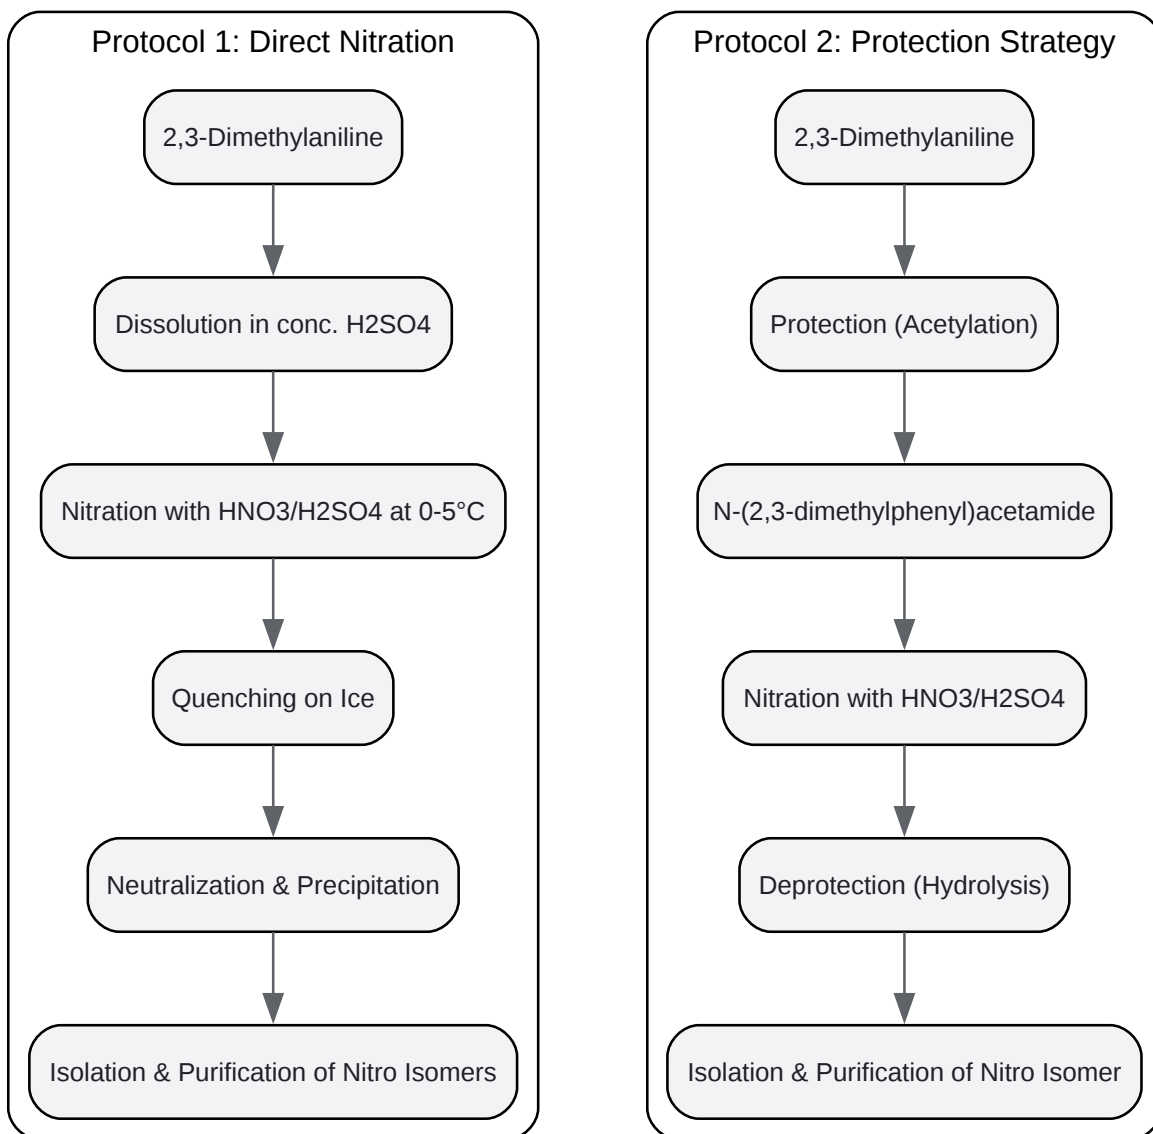 Protocol 1: Direct Nitration
2,3-Dimethylaniline
Dissolution in conc. H2SO4
Nitration with HNO3/H2SO4 at 0-5°C
Quenching on Ice
Neutralization & Precipitation
Isolation & Purification of Nitro Isomers
Protocol 2: Protection Strategy
2,3-Dimethylaniline
Protection (Acetylation)
N-(2,3-dimethylphenyl)acetamide
Nitration with HNO3/H2SO4
Deprotection (Hydrolysis)
Isolation & Purification of Nitro Isomer